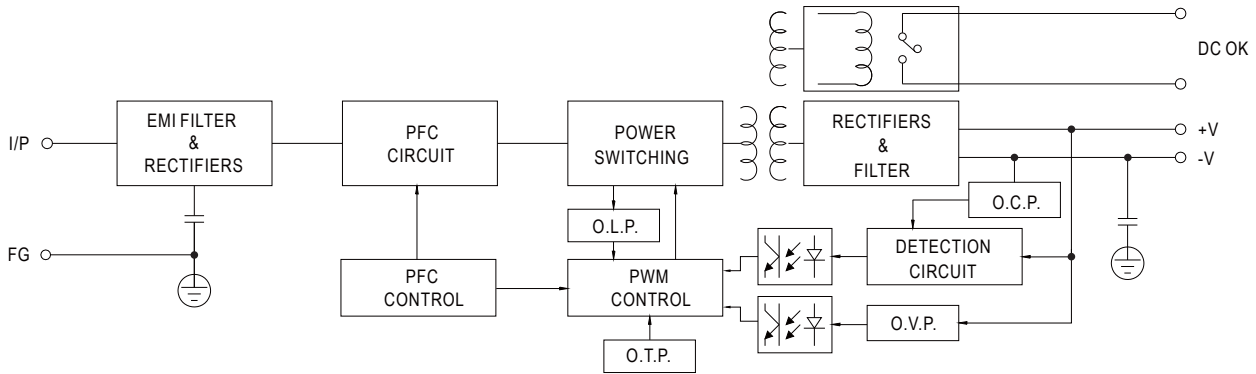 DC OK
I/P
EMI FILTER
&
RECTIFIERS
PFC
CIRCUIT
POWER
SWITCHING
RECTIFIERS
&
FILTER
+V
-V
O.C.P.
O.L.P.
FG
PFC
CONTROL
PWM
CONTROL
DETECTION
CIRCUIT
O.V.P.
O.T.P.